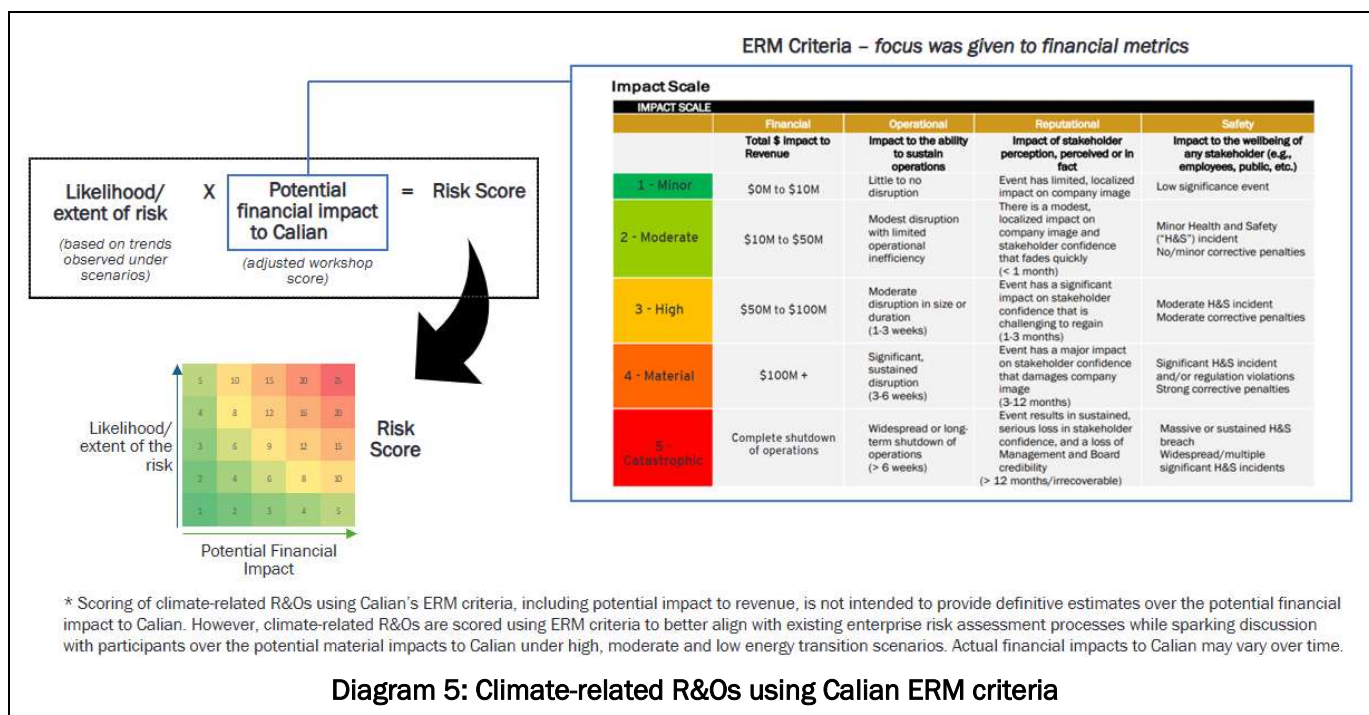 ERM Criteria – focus was given to financial metrics
Likelihood/
extent of risk
(based on trends
observed under
scenarios)
X
Potential
financial impact
to Calian
(adjusted workshop
score)
=
Risk Score
Impact Scale
IMPACT SCALE
Financial
Operational
Reputational
Safety
Total $ Impact to
Revenue
Impact to the ability
to sustain
operations
Impact of stakeholder
perception, perceived or in
fact
Impact to the wellbeing of
any stakeholder (e.g.,
employees, public, etc.)
1 - Minor
$0M to $10M
Little to no
disruption
Event has limited, localized
impact on company image
Low significance event
2 - Moderate
$10M to $50M
Modest disruption
with limited
operational
inefficiency
There is a modest,
localized impact on
company image and
stakeholder confidence
that fades quickly
(< 1 month)
Minor Health and Safety
("H&S") incident
No/minor corrective penalties
3 - High
$50M to $100M
Moderate
disruption in size or
duration
(1-3 weeks)
Event has a significant
impact on stakeholder
confidence that is
challenging to regain
(1-3 months)
Moderate H&S incident
Moderate corrective penalties
4 - Material
$100M +
Significant,
sustained
disruption
(3-6 weeks)
Event has a major impact
on stakeholder confidence
that damages company
image
(3-12 months)
Significant H&S incident
and/or regulation violations
Strong corrective penalties
5 -
Catastrophic
Complete shutdown
of operations
Widespread or long-
term shutdown of
operations
(> 6 weeks)
Event results in sustained,
serious loss in stakeholder
confidence, and a loss of
Management and Board
credibility
(> 12 months/irrecoverable)
Massive or sustained H&S
breach
Widespread/multiple
significant H&S incidents
Likelihood/
extent of the
risk
5 10 15 20 25
4 8 12 16 20
3 6 9 12 15
2 4 6 8 10
1 2 3 4 5
Risk
Score
Potential Financial
Impact
* Scoring of climate-related R&Os using Calian's ERM criteria, including potential impact to revenue, is not intended to provide definitive estimates over the potential financial
impact to Calian. However, climate-related R&Os are scored using ERM criteria to better align with existing enterprise risk assessment processes while sparking discussion
with participants over the potential material impacts to Calian under high, moderate and low energy transition scenarios. Actual financial impacts to Calian may vary over time.
Diagram 5: Climate-related R&Os using Calian ERM criteria